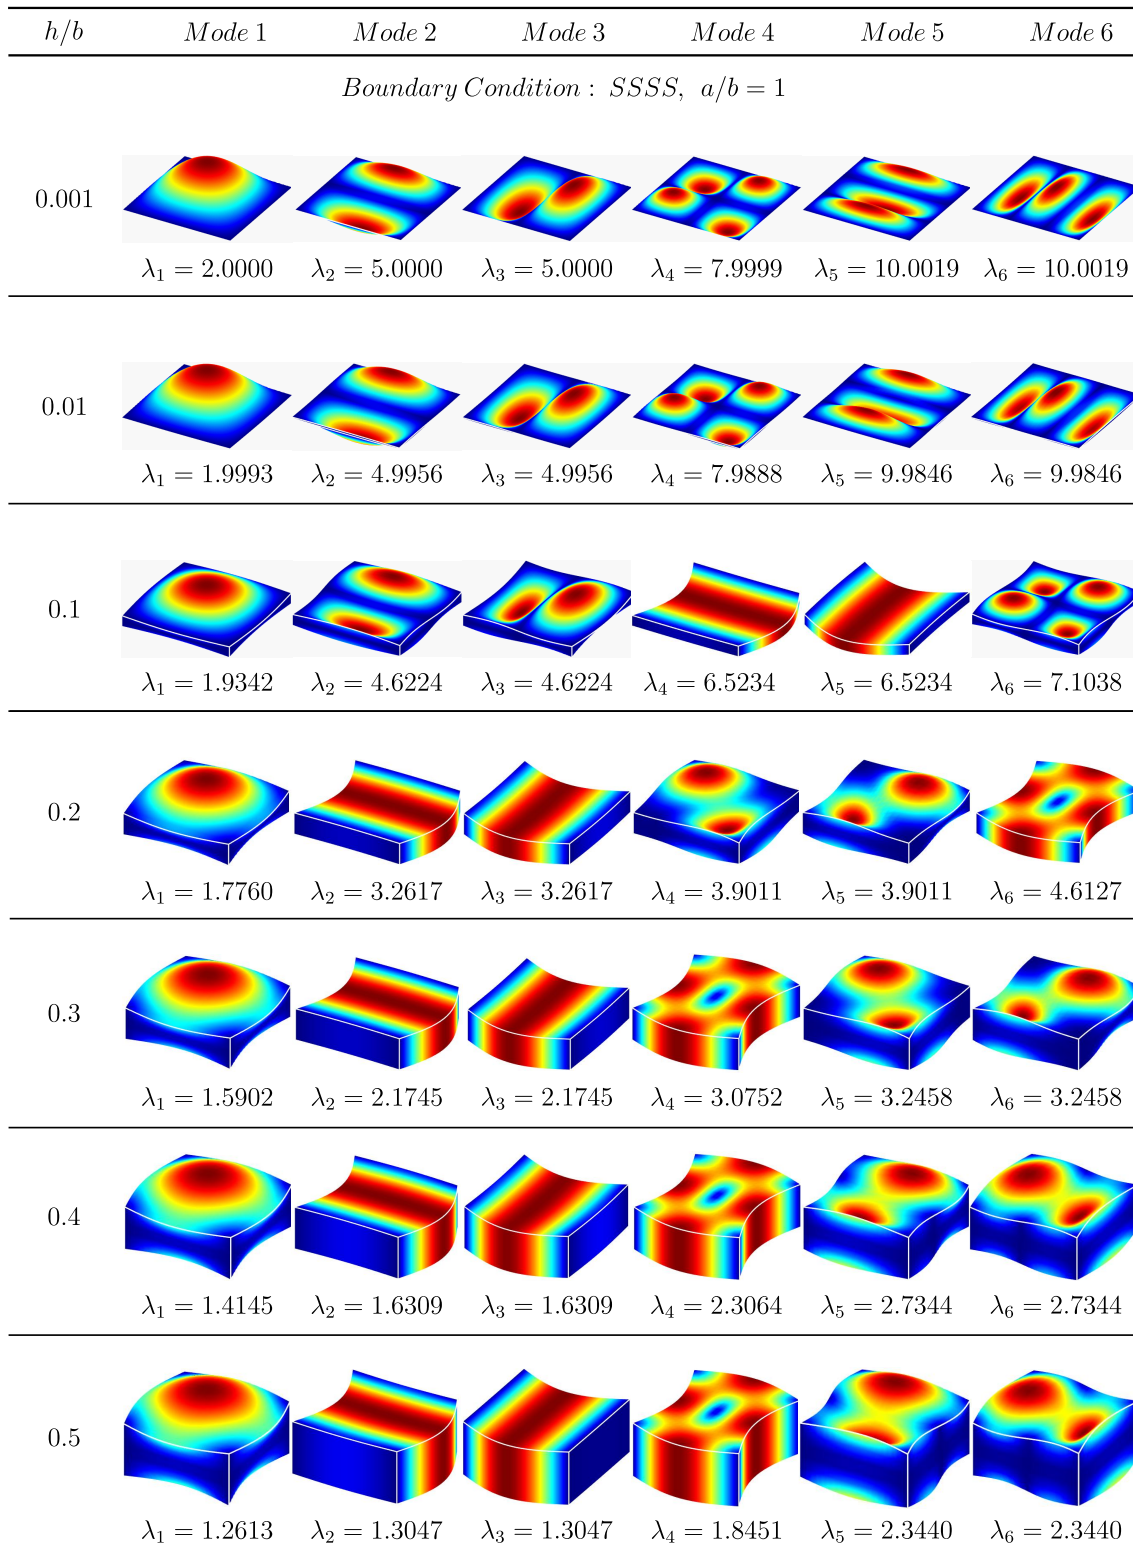 h/b Mode 1 Mode 2 Mode 3 Mode 4 Mode 5 Mode 6
Boundary Condition : SSSS, a/b = 1
0.001
λ₁ = 2.0000 λ₂ = 5.0000 λ₃ = 5.0000 λ₄ = 7.9999 λ₅ = 10.0019 λ₆ = 10.0019
0.01
λ₁ = 1.9993 λ₂ = 4.9956 λ₃ = 4.9956 λ₄ = 7.9888 λ₅ = 9.9846 λ₆ = 9.9846
0.1
λ₁ = 1.9342 λ₂ = 4.6224 λ₃ = 4.6224 λ₄ = 6.5234 λ₅ = 6.5234 λ₆ = 7.1038
0.2
λ₁ = 1.7760 λ₂ = 3.2617 λ₃ = 3.2617 λ₄ = 3.9011 λ₅ = 3.9011 λ₆ = 4.6127
0.3
λ₁ = 1.5902 λ₂ = 2.1745 λ₃ = 2.1745 λ₄ = 3.0752 λ₅ = 3.2458 λ₆ = 3.2458
0.4
λ₁ = 1.4145 λ₂ = 1.6309 λ₃ = 1.6309 λ₄ = 2.3064 λ₅ = 2.7344 λ₆ = 2.7344
0.5
λ₁ = 1.2613 λ₂ = 1.3047 λ₃ = 1.3047 λ₄ = 1.8451 λ₅ = 2.3440 λ₆ = 2.3440